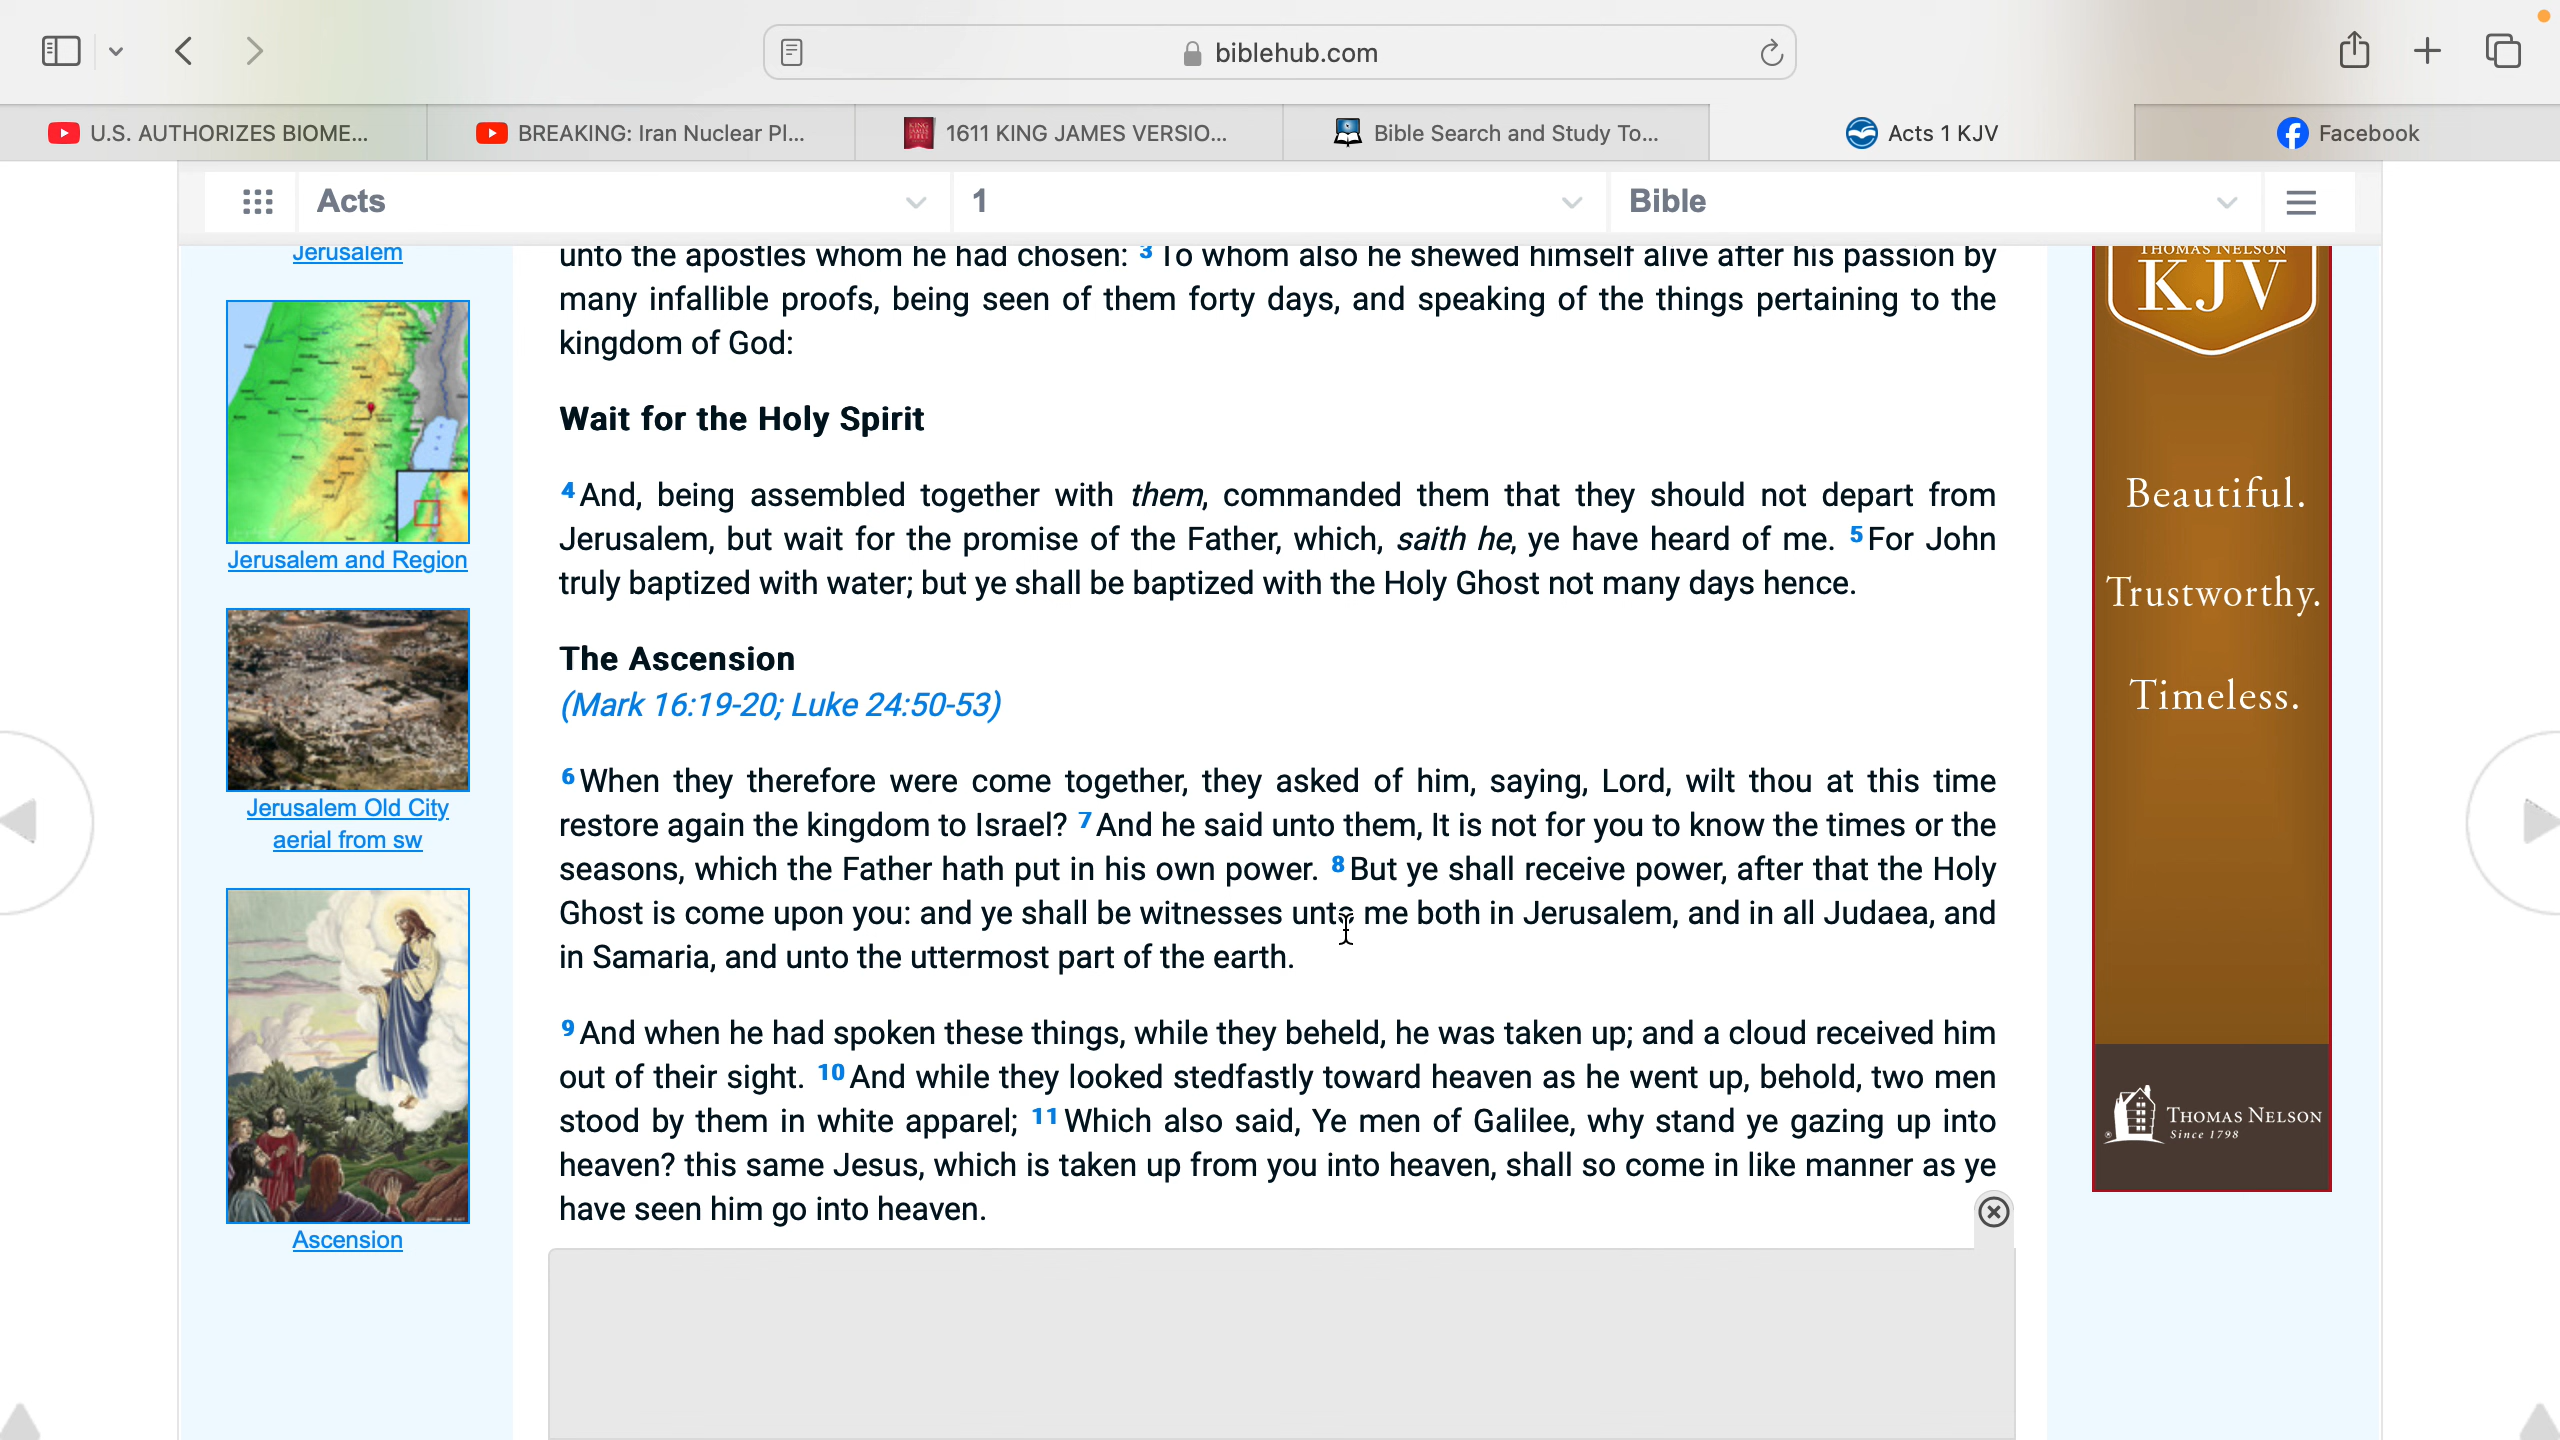 biblehub.com
U.S. AUTHORIZES BIOME...
BREAKING: Iran Nuclear Pl...
1611 KING JAMES VERSIO...
Bible Search and Study To...
Acts 1 KJV
Facebook
Acts
1
Bible
Jerusalem
Jerusalem and Region
Jerusalem Old City
aerial from sw
Ascension
unto the apostles whom he had chosen: 3 To whom also he shewed himself alive after his passion by
many infallible proofs, being seen of them forty days, and speaking of the things pertaining to the
kingdom of God:
Wait for the Holy Spirit
4 And, being assembled together with them, commanded them that they should not depart from
Jerusalem, but wait for the promise of the Father, which, saith he, ye have heard of me. 5 For John
truly baptized with water; but ye shall be baptized with the Holy Ghost not many days hence.
The Ascension
(Mark 16:19-20; Luke 24:50-53)
6 When they therefore were come together, they asked of him, saying, Lord, wilt thou at this time
restore again the kingdom to Israel? 7 And he said unto them, It is not for you to know the times or the
seasons, which the Father hath put in his own power. 8 But ye shall receive power, after that the Holy
Ghost is come upon you: and ye shall be witnesses unto me both in Jerusalem, and in all Judaea, and
in Samaria, and unto the uttermost part of the earth.
9 And when he had spoken these things, while they beheld, he was taken up; and a cloud received him
out of their sight. 10 And while they looked stedfastly toward heaven as he went up, behold, two men
stood by them in white apparel; 11 Which also said, Ye men of Galilee, why stand ye gazing up into
heaven? this same Jesus, which is taken up from you into heaven, shall so come in like manner as ye
have seen him go into heaven.
THOMAS NELSON
KJV
Beautiful.
Trustworthy.
Timeless.
THOMAS NELSON
Since 1798